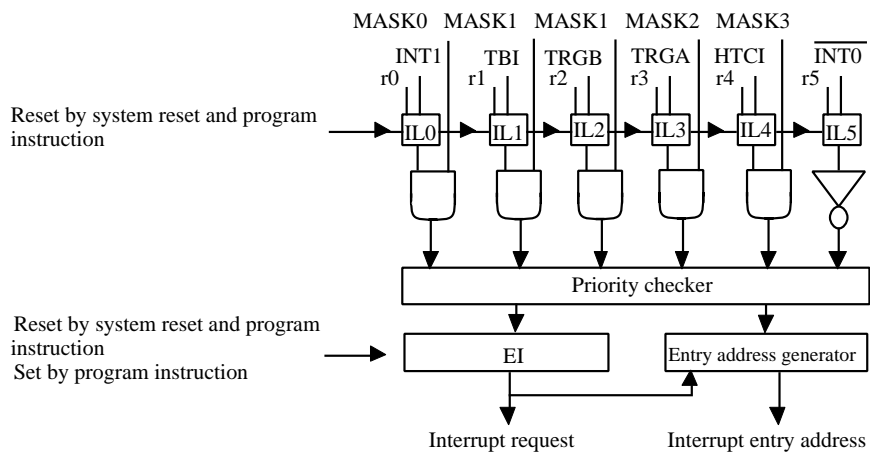 MASK0 MASK1 MASK1 MASK2 MASK3
INT1 TBI TRGB TRGA HTCI INT0
r0 r1 r2 r3 r4 r5
Reset by system reset and program
instruction
IL0 IL1 IL2 IL3 IL4 IL5
Priority checker
Reset by system reset and program
instruction
Set by program instruction
EI
Entry address generator
Interrupt request
Interrupt entry address